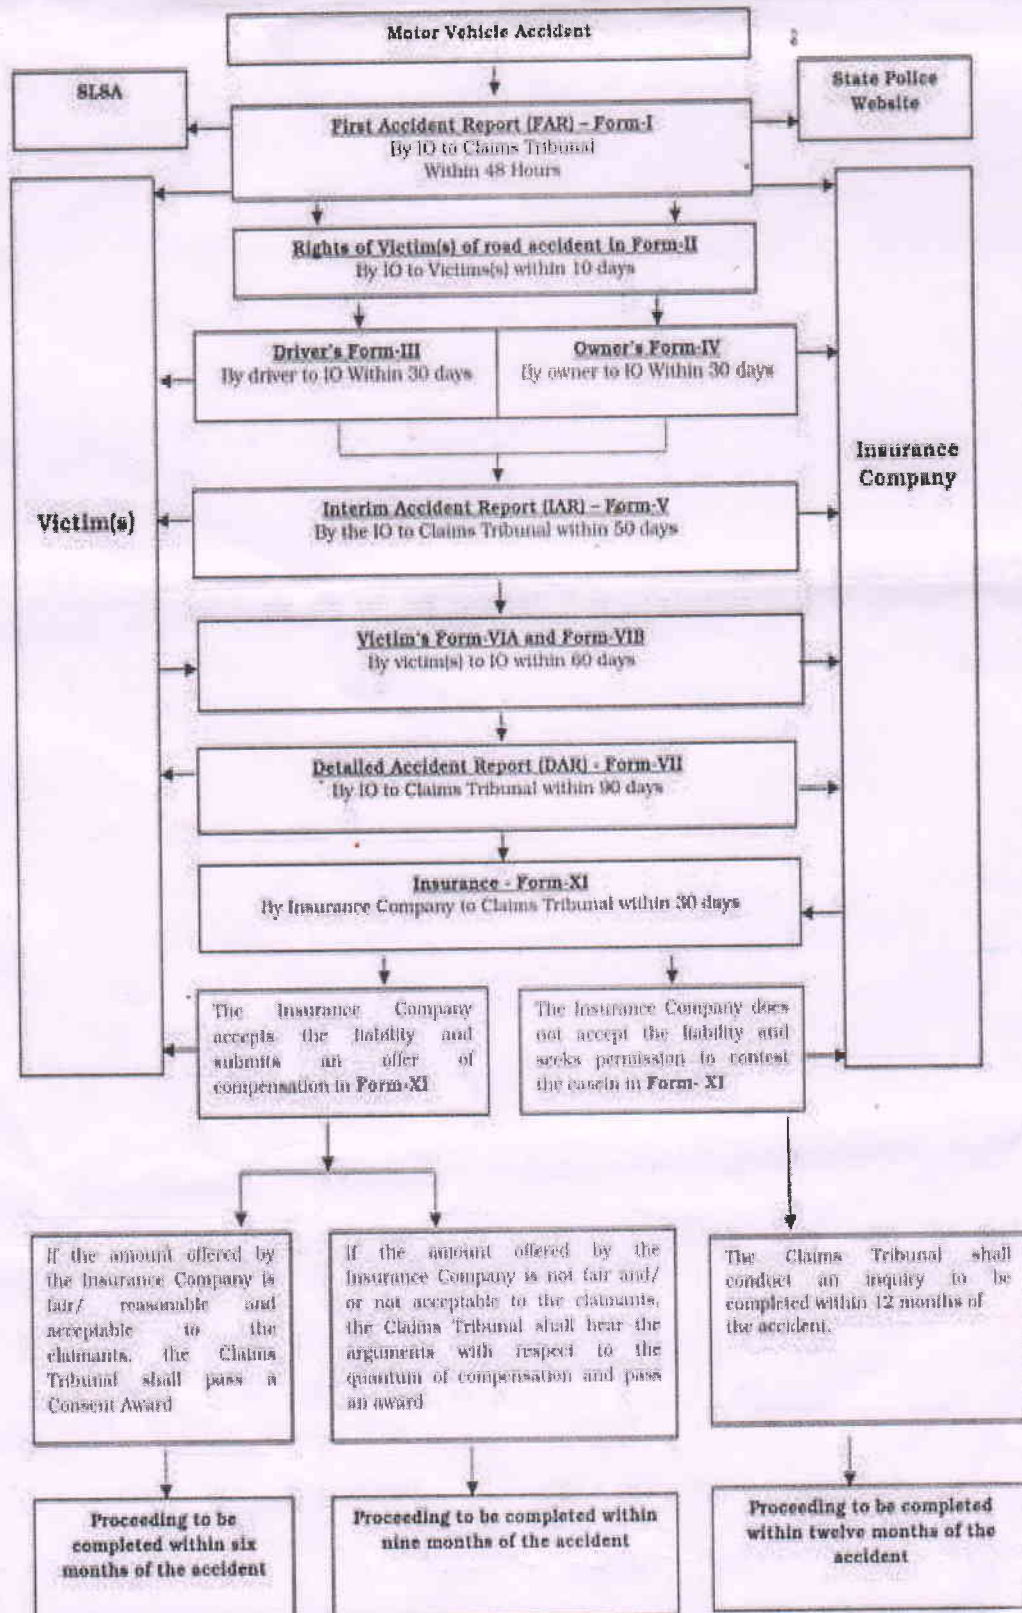 Motor Vehicle Accident
SLSA
State Police
Website
First Accident Report (FAR) – Form-I
By IO to Claims Tribunal
Within 48 Hours
Rights of Victim(s) of road accident in Form-II
By IO to Victims(s) within 10 days
Driver's Form-III
By driver to IO Within 30 days
Owner's Form-IV
By owner to IO Within 30 days
Insurance
Company
Victim(s)
Interim Accident Report (IAR) – Form-V
By the IO to Claims Tribunal within 50 days
Victim's Form-VIA and Form-VIB
By victim(s) to IO within 60 days
Detailed Accident Report (DAR) - Form-VII
By IO to Claims Tribunal within 90 days
Insurance - Form-XI
By Insurance Company to Claims Tribunal within 30 days
The Insurance Company
accepts the liability and
submits an offer of
compensation in Form-XI
The Insurance Company does
not accept the liability and
seeks permission to contest
the casein in Form- XI
If the amount offered by
the Insurance Company is
fair/ reasonable and
acceptable to the
claimants, the Claims
Tribunal shall pass a
Consent Award
If the amount offered by the
Insurance Company is not fair and/
or not acceptable to the claimants,
the Claims Tribunal shall hear the
arguments with respect to the
quantum of compensation and pass
an award
The Claims Tribunal shall
conduct an inquiry to be
completed within 12 months of
the accident.
Proceeding to be
completed within six
months of the accident
Proceeding to be completed within
nine months of the accident
Proceeding to be completed
within twelve months of the
accident